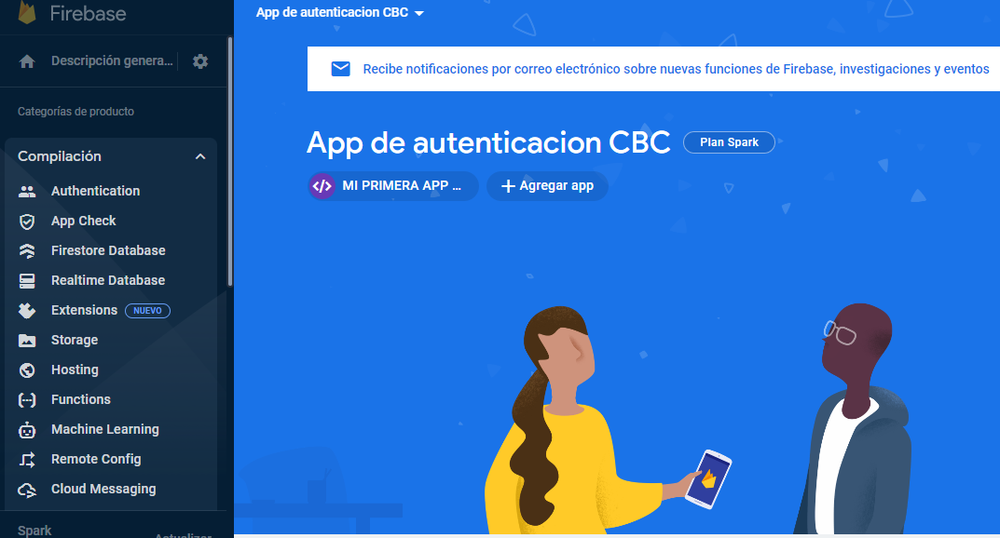 Firebase
Descripción genera...
Categorías de producto
Compilación
Authentication
App Check
Firestore Database
Realtime Database
Extensions NUEVO
Storage
Hosting
Functions
Machine Learning
Remote Config
Cloud Messaging
Spark
Actualizar
App de autenticacion CBC
Recibe notificaciones por correo electrónico sobre nuevas funciones de Firebase, investigaciones y eventos
App de autenticacion CBC Plan Spark
</> MI PRIMERA APP ...
+ Agregar app